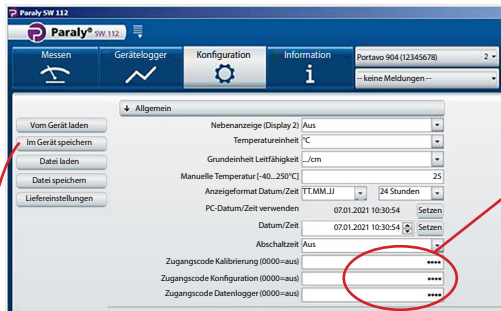 Paraly SW 112
Paraly® SW 112
Messen Gerätelogger Konfiguration Information
Portavo 904 (12345678) 2
-- keine Meldungen --
Allgemein
Vom Gerät laden
Im Gerät speichern
Datei laden
Datei speichern
Liefereinstellungen
Nebenanzeige (Display 2) Aus
Temperatureinheit °C
Grundeinheit Leitfähigkeit .../cm
Manuelle Temperatur [-40...250°C] 25
Anzeigeformat Datum/Zeit TT.MM.JJ 24 Stunden
PC-Datum/Zeit verwenden 07.01.2021 10:30:54 Setzen
Datum/Zeit 07.01.2021 10:30:54 Setzen
Abschaltzeit Aus
Zugangscode Kalibrierung (0000=aus) ••••
Zugangscode Konfiguration (0000=aus) ••••
Zugangscode Datenlogger (0000=aus) ••••